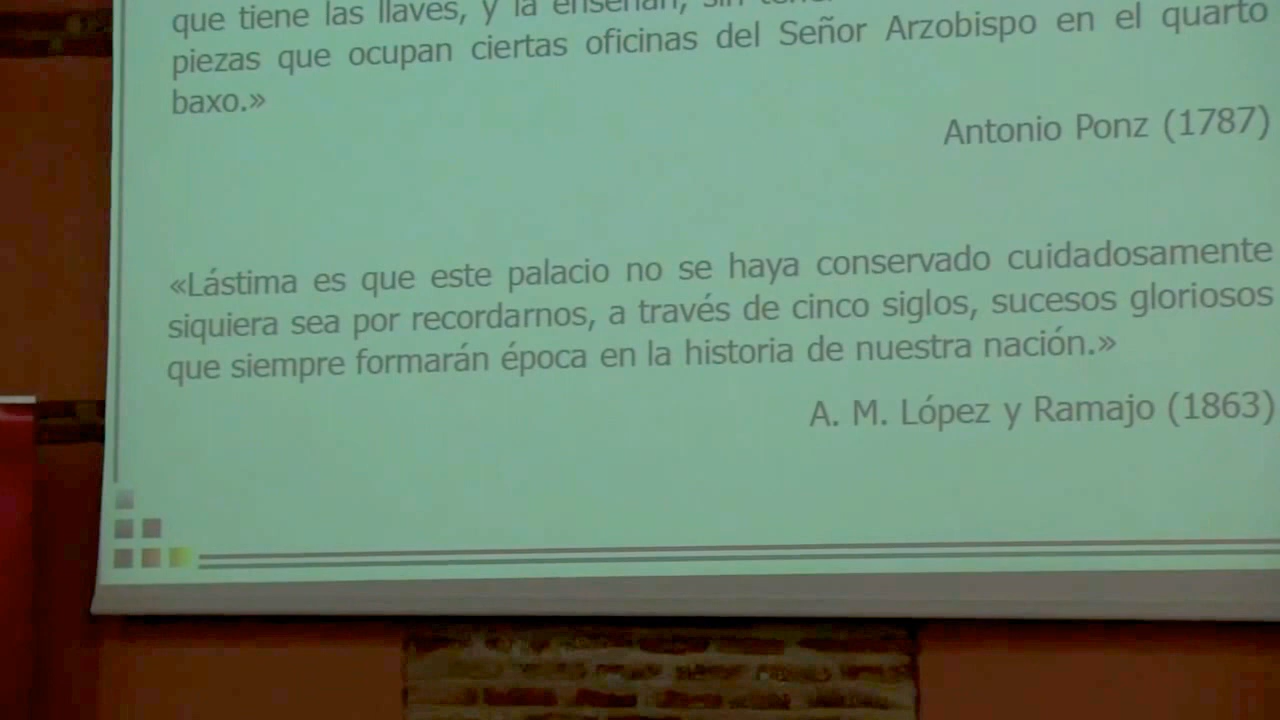 que tiene las llaves, y la enseñan, sin
piezas que ocupan ciertas oficinas del Señor Arzobispo en el quarto
baxo.»
Antonio Ponz (1787)
«Lástima es que este palacio no se haya conservado cuidadosamente
siquiera sea por recordarnos, a través de cinco siglos, sucesos gloriosos
que siempre formarán época en la historia de nuestra nación.»
A. M. López y Ramajo (1863)